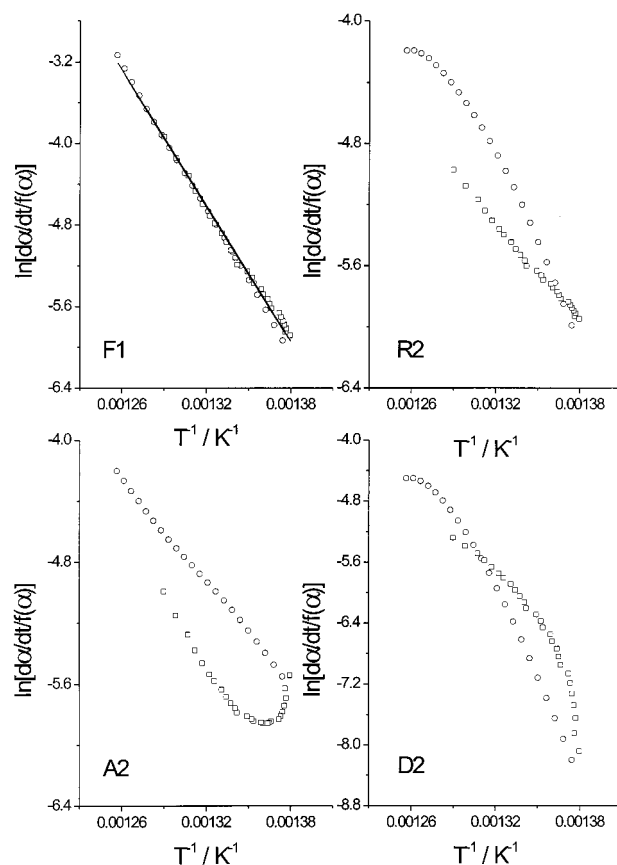 -3.2
-4.0
-4.8
-5.6
-6.4
ln[dα/dt/f(α)]
F1
0.00126 0.00132 0.00138
T⁻¹ / K⁻¹
-4.0
-4.8
-5.6
-6.4
ln[dα/dt/f(α)]
R2
0.00126 0.00132 0.00138
T⁻¹ / K⁻¹
-4.0
-4.8
-5.6
-6.4
ln[dα/dt/f(α)]
A2
0.00126 0.00132 0.00138
T⁻¹ / K⁻¹
-4.0
-4.8
-5.6
-6.4
-7.2
-8.0
-8.8
ln[dα/dt/f(α)]
D2
0.00126 0.00132 0.00138
T⁻¹ / K⁻¹